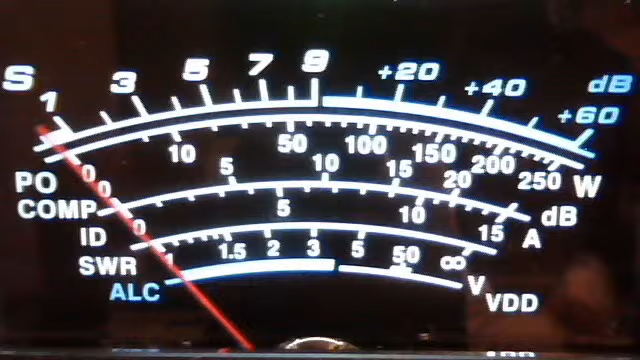 S 1 3 5 7 9 +20 +40 +60 dB
PO 0 10 50 100 150 200 250 W
COMP 0 5 10 15 20 dB
ID 0 5 10 15 A
SWR 1 1.5 2 3 5 50 ∞
ALC V VDD